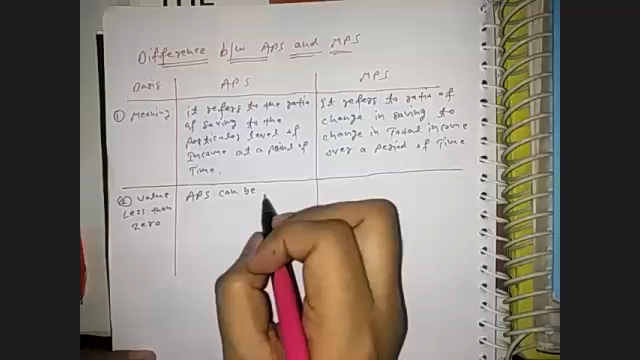 THE
Difference b/w APS and MPS
Basis APS MPS
① Meaning it refers to the ratio of saving to the particular level of Income at a point of Time.
It refers to ratio of change in saving to change in Total income over a period of Time
② Value Less than Zero APS can be